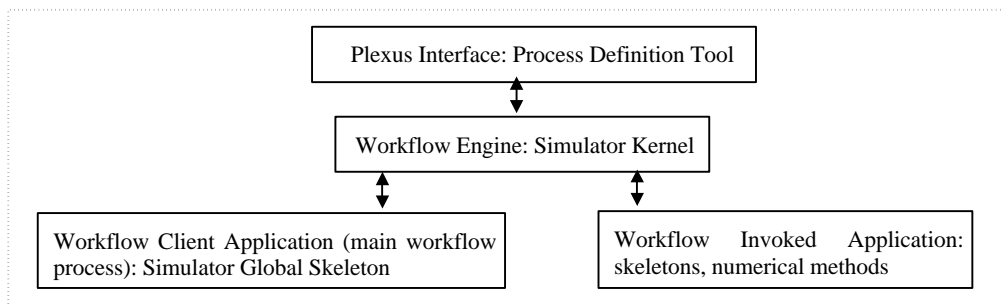 Plexus Interface: Process Definition Tool
Workflow Engine: Simulator Kernel
Workflow Client Application (main workflow
process): Simulator Global Skeleton
Workflow Invoked Application:
skeletons, numerical methods